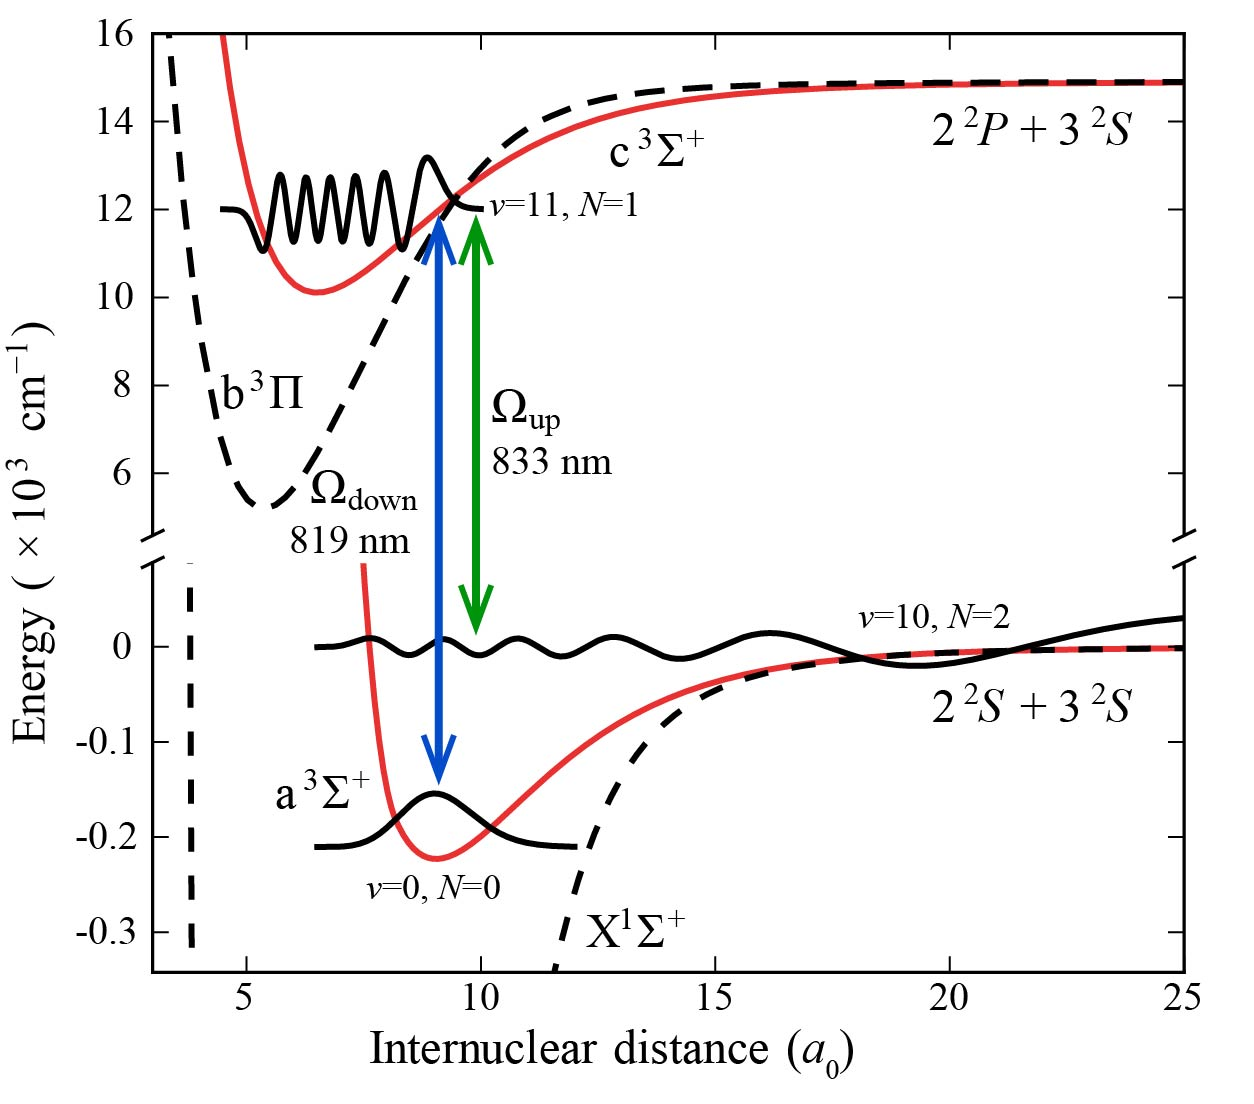 16
14
12
10
8
6
0
-0.1
-0.2
-0.3
Energy ( × 10³ cm⁻¹)
2 ²P + 3 ²S
c ³Σ⁺
v=11, N=1
b ³Π
Ω_up
833 nm
Ω_down
819 nm
v=10, N=2
2 ²S + 3 ²S
a ³Σ⁺
v=0, N=0
X¹Σ⁺
5 10 15 20 25
Internuclear distance (a₀)